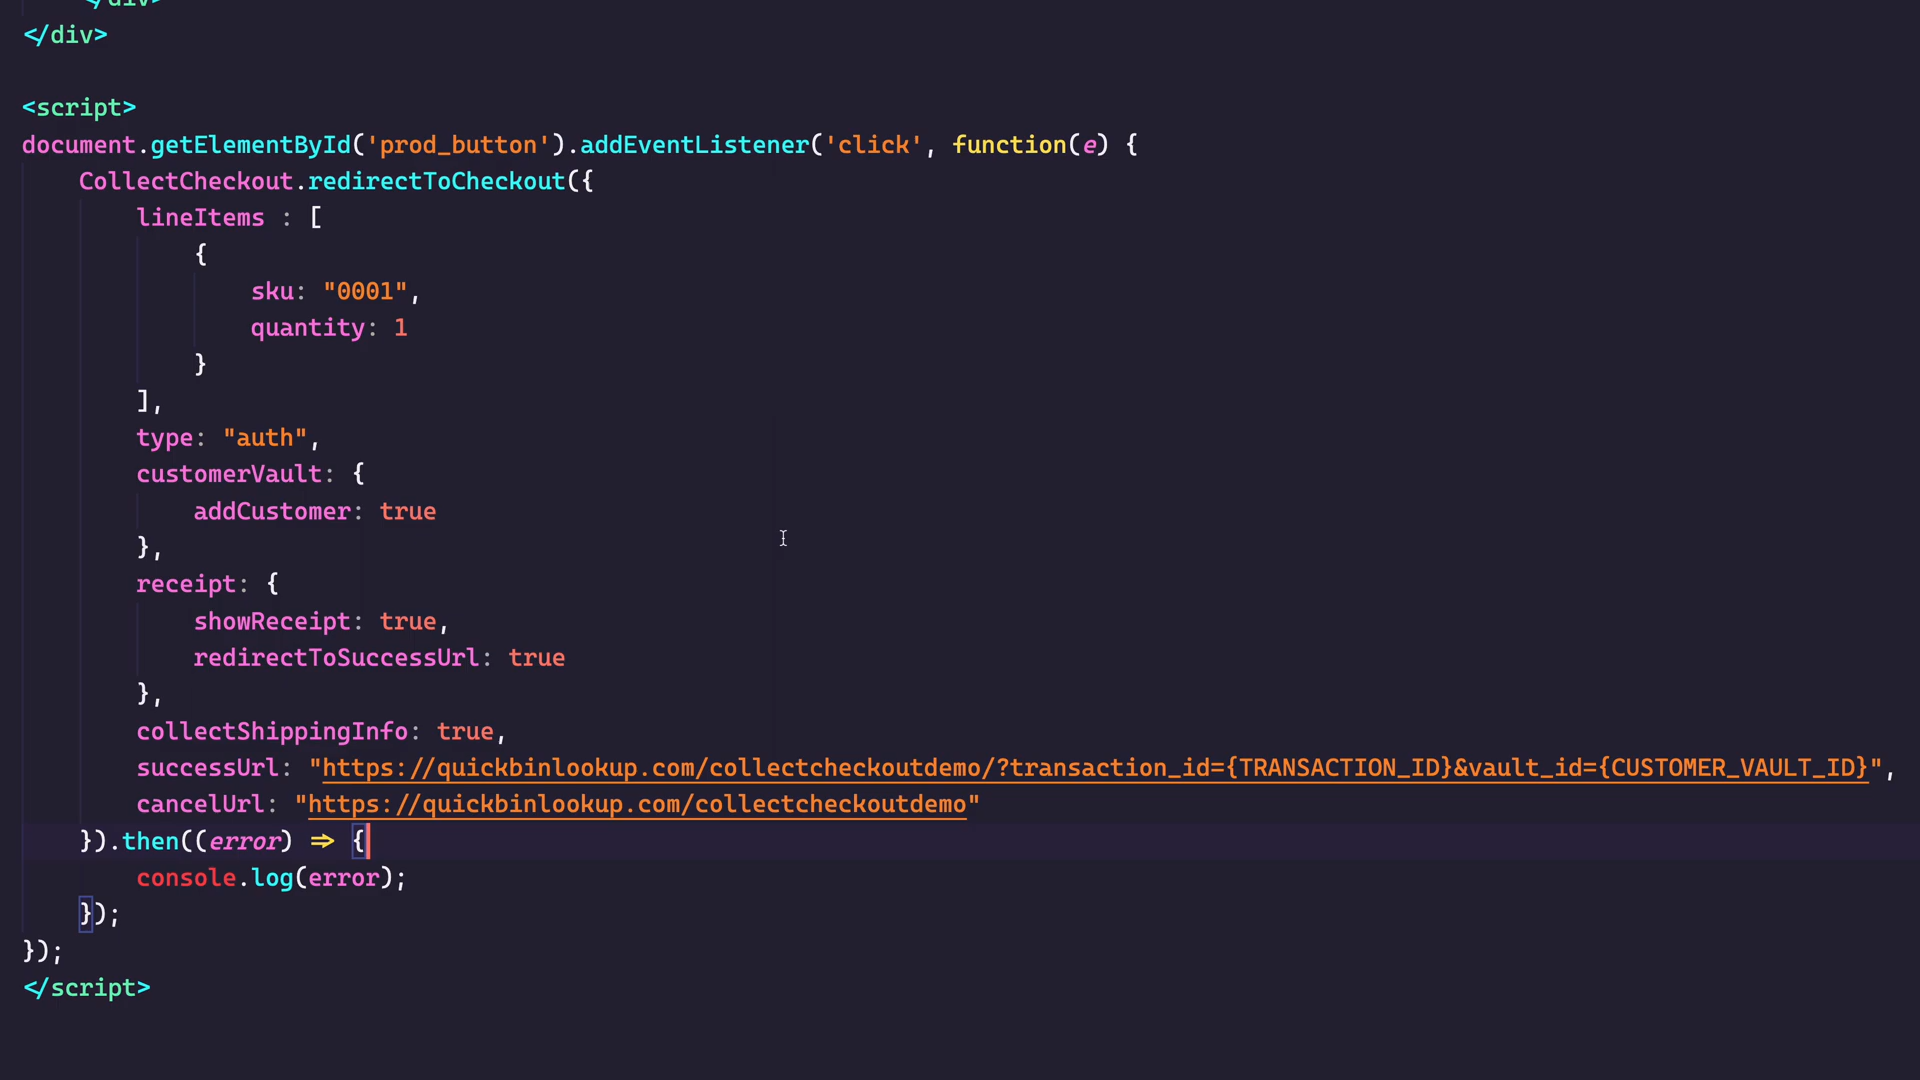 </div>
</div>
<script>
document.getElementById('prod_button').addEventListener('click', function(e) {
    CollectCheckout.redirectToCheckout({
        lineItems : [
            {
                sku: "0001",
                quantity: 1
            }
        ],
        type: "auth",
        customerVault: {
            addCustomer: true
        },
        receipt: {
            showReceipt: true,
            redirectToSuccessUrl: true
        },
        collectShippingInfo: true,
        successUrl: "https://quickbinlookup.com/collectcheckoutdemo/?transaction_id={TRANSACTION_ID}&vault_id={CUSTOMER_VAULT_ID}",
        cancelUrl: "https://quickbinlookup.com/collectcheckoutdemo"
    }).then((error) => {
        console.log(error);
    });
});
</script>